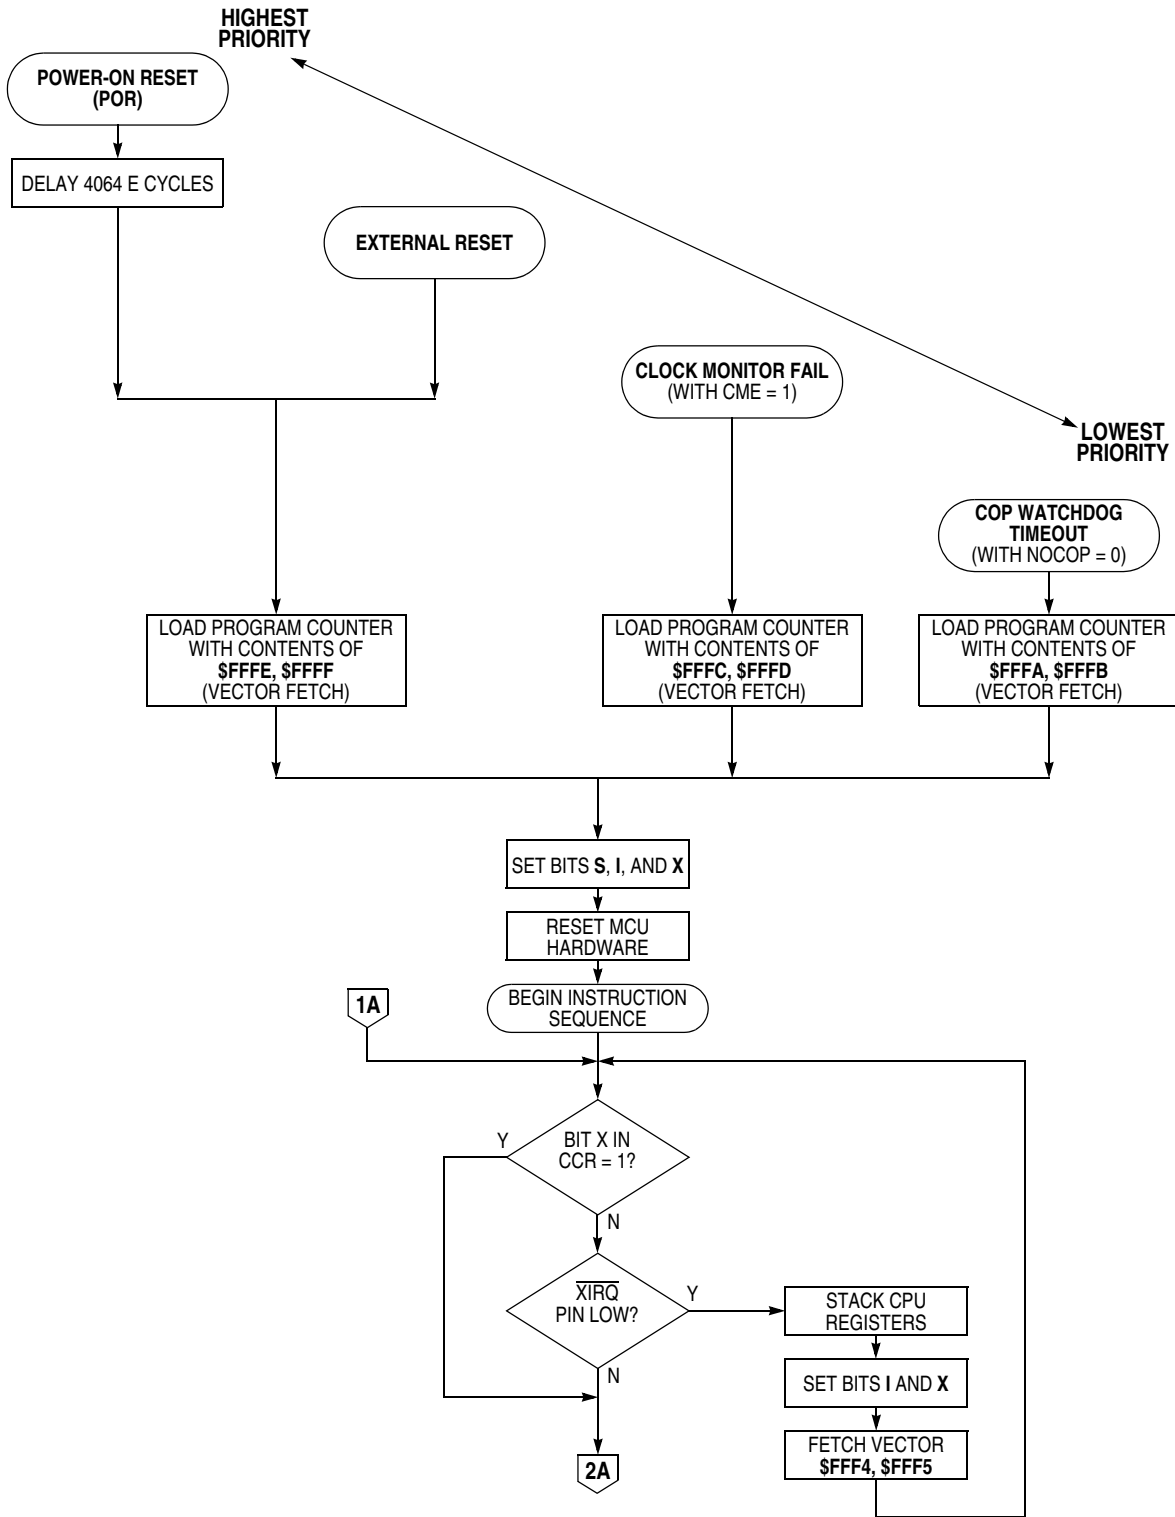 HIGHEST
PRIORITY
POWER-ON RESET
(POR)
DELAY 4064 E CYCLES
EXTERNAL RESET
CLOCK MONITOR FAIL
(WITH CME = 1)
LOWEST
PRIORITY
COP WATCHDOG
TIMEOUT
(WITH NOCOP = 0)
LOAD PROGRAM COUNTER
WITH CONTENTS OF
$FFFE, $FFFF
(VECTOR FETCH)
LOAD PROGRAM COUNTER
WITH CONTENTS OF
$FFFC, $FFFD
(VECTOR FETCH)
LOAD PROGRAM COUNTER
WITH CONTENTS OF
$FFFA, $FFFB
(VECTOR FETCH)
SET BITS S, I, AND X
RESET MCU
HARDWARE
BEGIN INSTRUCTION
SEQUENCE
1A
BIT X IN
CCR = 1?
Y
N
XIRQ
PIN LOW?
Y
N
STACK CPU
REGISTERS
SET BITS I AND X
FETCH VECTOR
$FFF4, $FFF5
2A